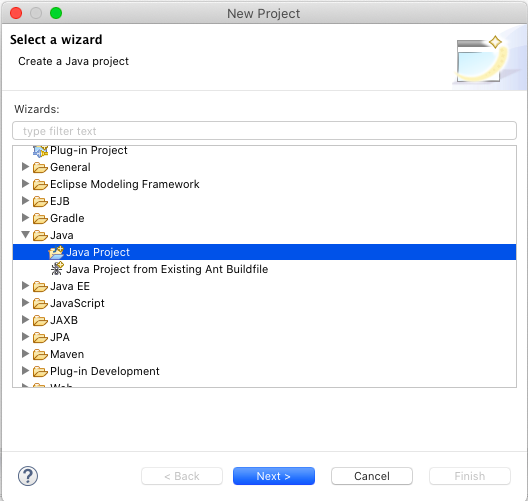 New Project
Select a wizard
Create a Java project
Wizards:
type filter text
Plug-in Project
General
Eclipse Modeling Framework
EJB
Gradle
Java
Java Project
Java Project from Existing Ant Buildfile
Java EE
JavaScript
JAXB
JPA
Maven
Plug-in Development
Web
? < Back Next > Cancel Finish